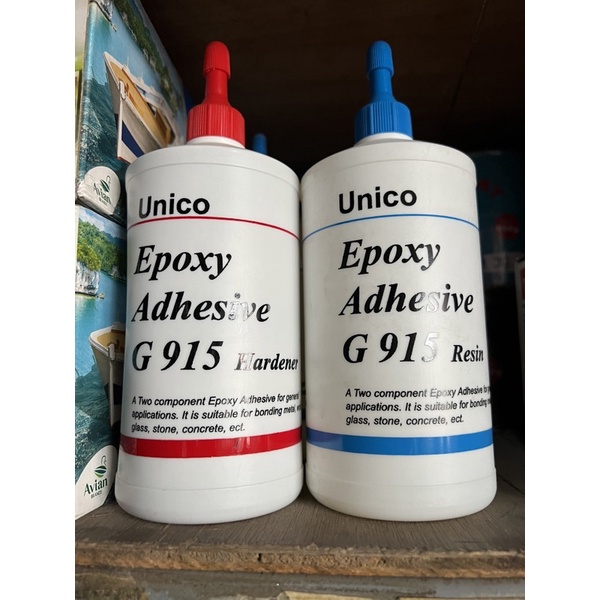 Unico
Epoxy
Adhesive
G 915 Hardener
A Two component Epoxy Adhesive for general
applications. It is suitable for bonding metal,
glass, stone, concrete, ect.
Unico
Epoxy
Adhesive
G 915 Resin
A Two component Epoxy Adhesive for
applications. It is suitable for bonding
glass, stone, concrete, ect.
Avian
BRANDS
Avian
BRANDS